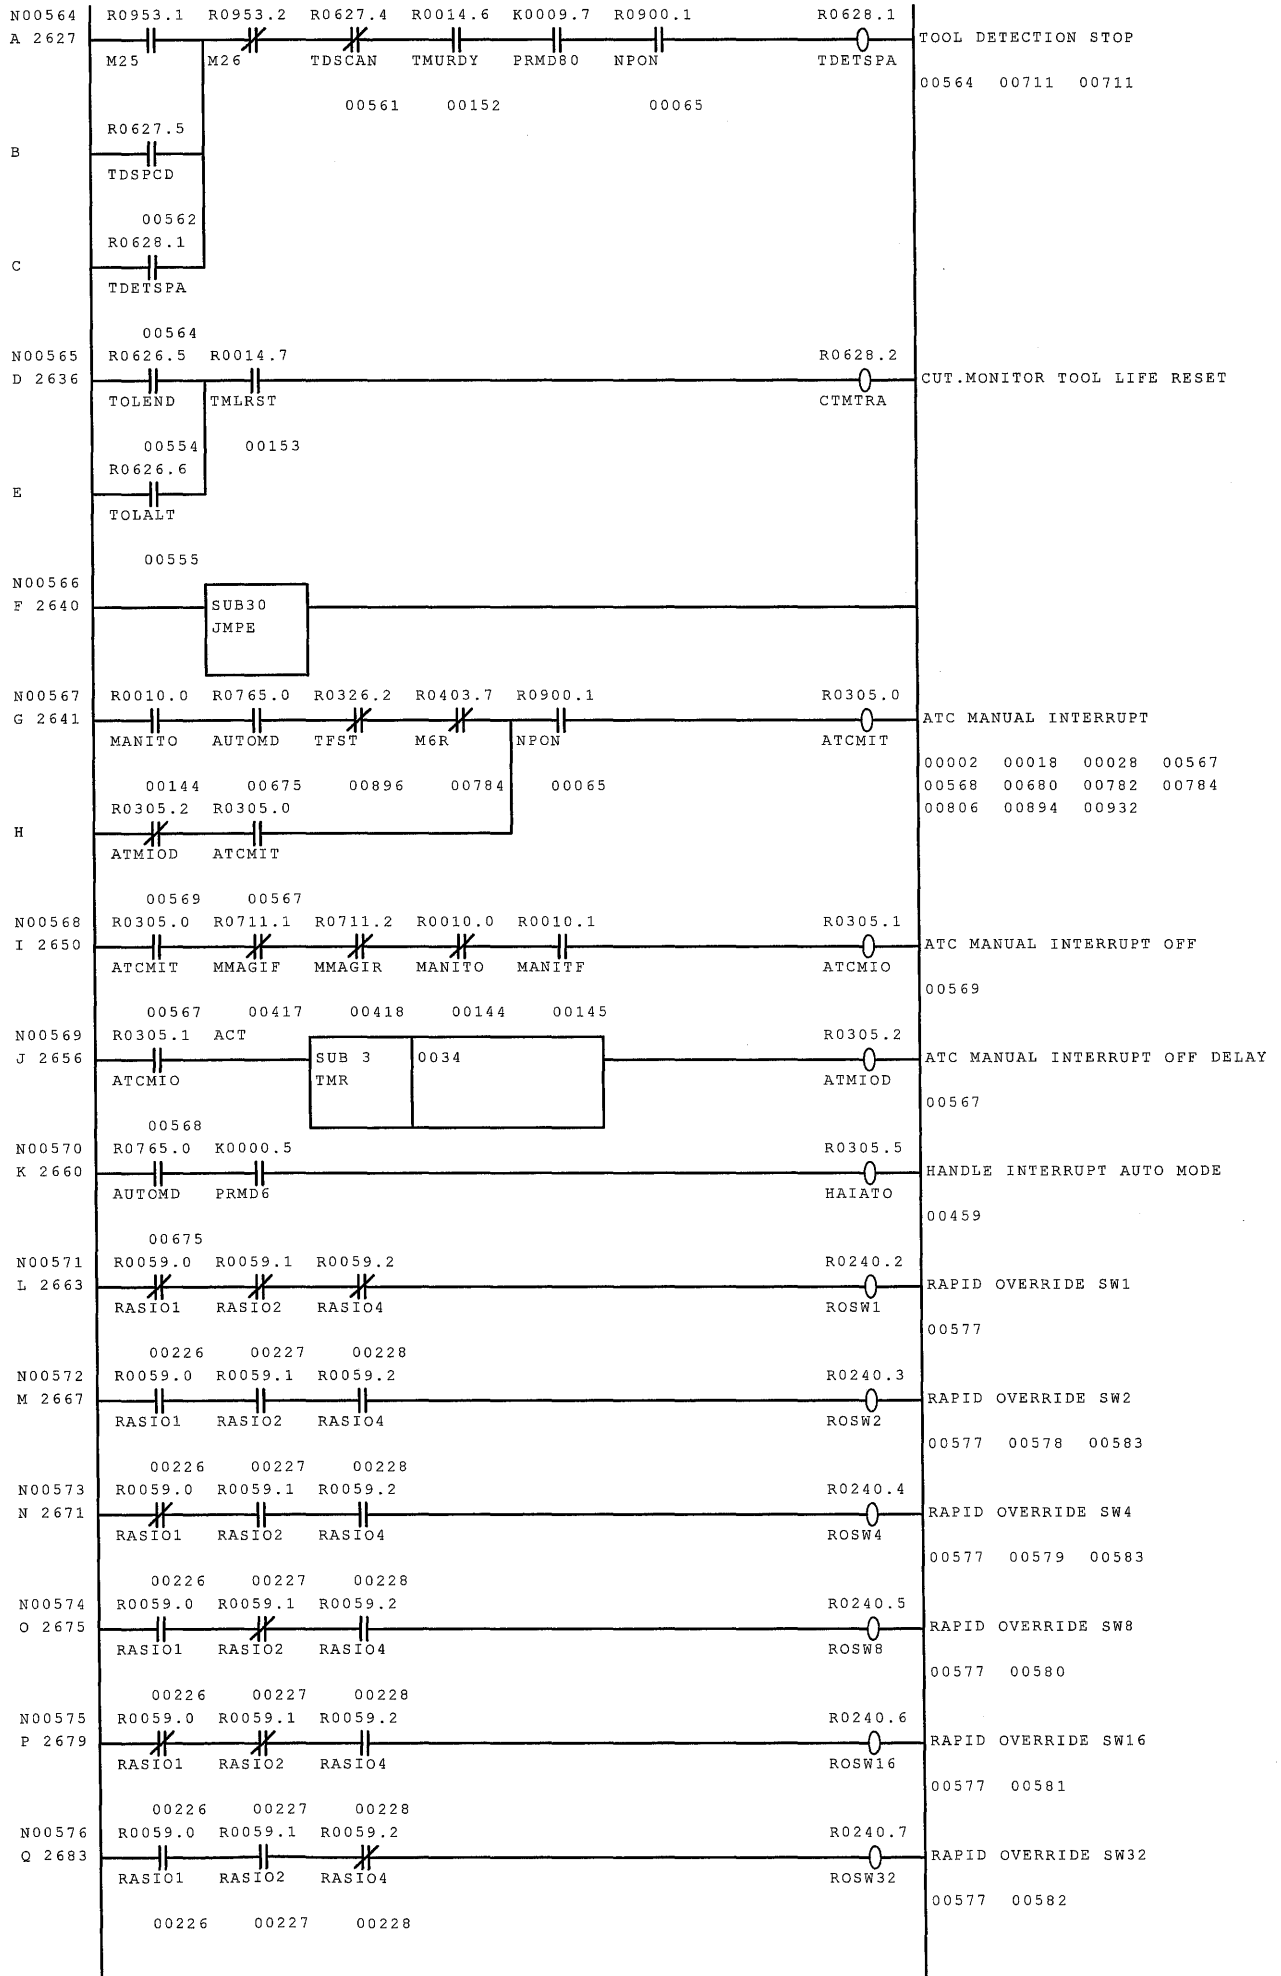 N00564 R0953.1 R0953.2 R0627.4 R0014.6 K0009.7 R0900.1 R0628.1
A 2627 TOOL DETECTION STOP
M25 M26 TDSCAN TMURDY PRMD80 NPON TDETSPA
00564 00711 00711
00561 00152 00065
R0627.5
B
TDSPCD
00562
R0628.1
C
TDETSPA
00564
N00565 R0626.5 R0014.7 R0628.2
D 2636 CUT.MONITOR TOOL LIFE RESET
TOLEND TMLRST CTMTRA
00554 00153
R0626.6
E
TOLALT
00555
N00566
F 2640 SUB30
JMPE
N00567 R0010.0 R0765.0 R0326.2 R0403.7 R0900.1 R0305.0
G 2641 ATC MANUAL INTERRUPT
MANITO AUTOMD TFST M6R NPON ATCMIT
00002 00018 00028 00567
00144 00675 00896 00784 00065 00568 00680 00782 00784
R0305.2 R0305.0 00806 00894 00932
H
ATMIOD ATCMIT
00569 00567
N00568 R0305.0 R0711.1 R0711.2 R0010.0 R0010.1 R0305.1
I 2650 ATC MANUAL INTERRUPT OFF
ATCMIT MMAGIF MMAGIR MANITO MANITF ATCMIO
00569
00567 00417 00418 00144 00145
N00569 R0305.1 ACT R0305.2
J 2656 SUB 3 0034 ATC MANUAL INTERRUPT OFF DELAY
ATCMIO TMR ATMIOD
00567
00568
N00570 R0765.0 K0000.5 R0305.5
K 2660 HANDLE INTERRUPT AUTO MODE
AUTOMD PRMD6 HAIATO
00459
00675
N00571 R0059.0 R0059.1 R0059.2 R0240.2
L 2663 RAPID OVERRIDE SW1
RASIO1 RASIO2 RASIO4 ROSW1
00577
00226 00227 00228
N00572 R0059.0 R0059.1 R0059.2 R0240.3
M 2667 RAPID OVERRIDE SW2
RASIO1 RASIO2 RASIO4 ROSW2
00577 00578 00583
00226 00227 00228
N00573 R0059.0 R0059.1 R0059.2 R0240.4
N 2671 RAPID OVERRIDE SW4
RASIO1 RASIO2 RASIO4 ROSW4
00577 00579 00583
00226 00227 00228
N00574 R0059.0 R0059.1 R0059.2 R0240.5
O 2675 RAPID OVERRIDE SW8
RASIO1 RASIO2 RASIO4 ROSW8
00577 00580
00226 00227 00228
N00575 R0059.0 R0059.1 R0059.2 R0240.6
P 2679 RAPID OVERRIDE SW16
RASIO1 RASIO2 RASIO4 ROSW16
00577 00581
00226 00227 00228
N00576 R0059.0 R0059.1 R0059.2 R0240.7
Q 2683 RAPID OVERRIDE SW32
RASIO1 RASIO2 RASIO4 ROSW32
00577 00582
00226 00227 00228